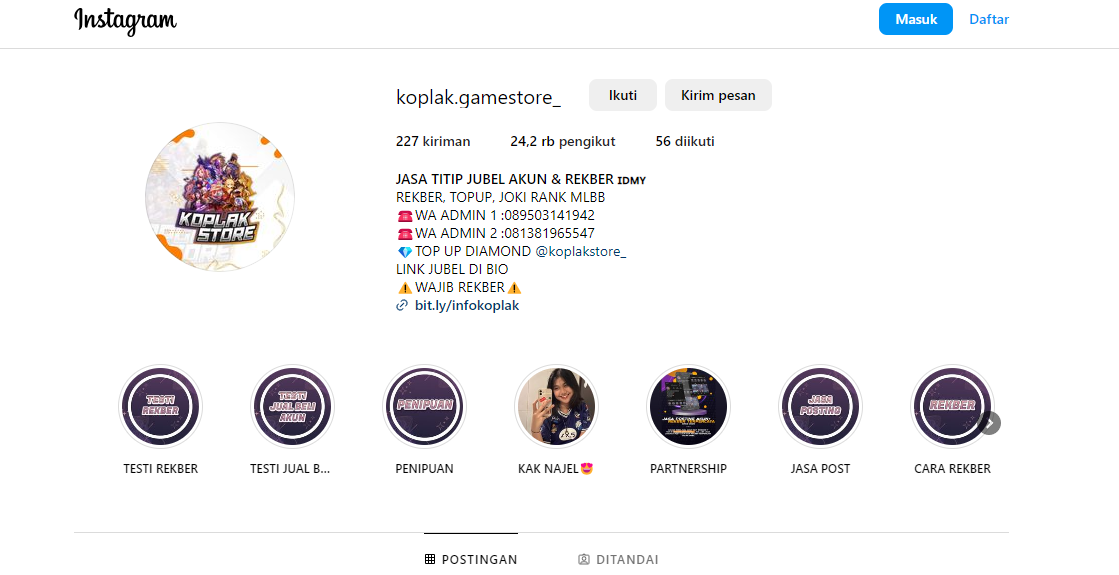 Instagram
Masuk
Daftar
koplak.gamestore_
Ikuti
Kirim pesan
227 kiriman
24,2 rb pengikut
56 diikuti
KOPLAK
STORE
JASA TITIP JUBEL AKUN & REKBER ɪᴅᴍʏ
REKBER, TOPUP, JOKI RANK MLBB
☎️WA ADMIN 1 :089503141942
☎️WA ADMIN 2 :081381965547
💎TOP UP DIAMOND @koplakstore_
LINK JUBEL DI BIO
⚠️WAJIB REKBER⚠️
bit.ly/infokoplak
TESTI
REKBER
TESTI
JUAL BELI
AKUN
PENIPUAN
JASA
POSTING
REKBER
TESTI REKBER
TESTI JUAL B...
PENIPUAN
KAK NAJEL😍
PARTNERSHIP
JASA POST
CARA REKBER
POSTINGAN
DITANDAI